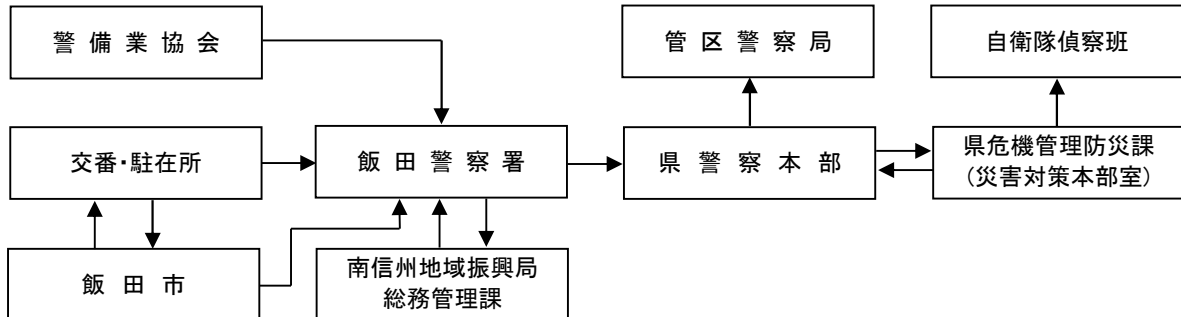 警備業協会
管区警察局
自衛隊偵察班
交番・駐在所
飯田警察署
県警察本部
県危機管理防災課
(災害対策本部室)
飯田市
南信州地域振興局
総務管理課